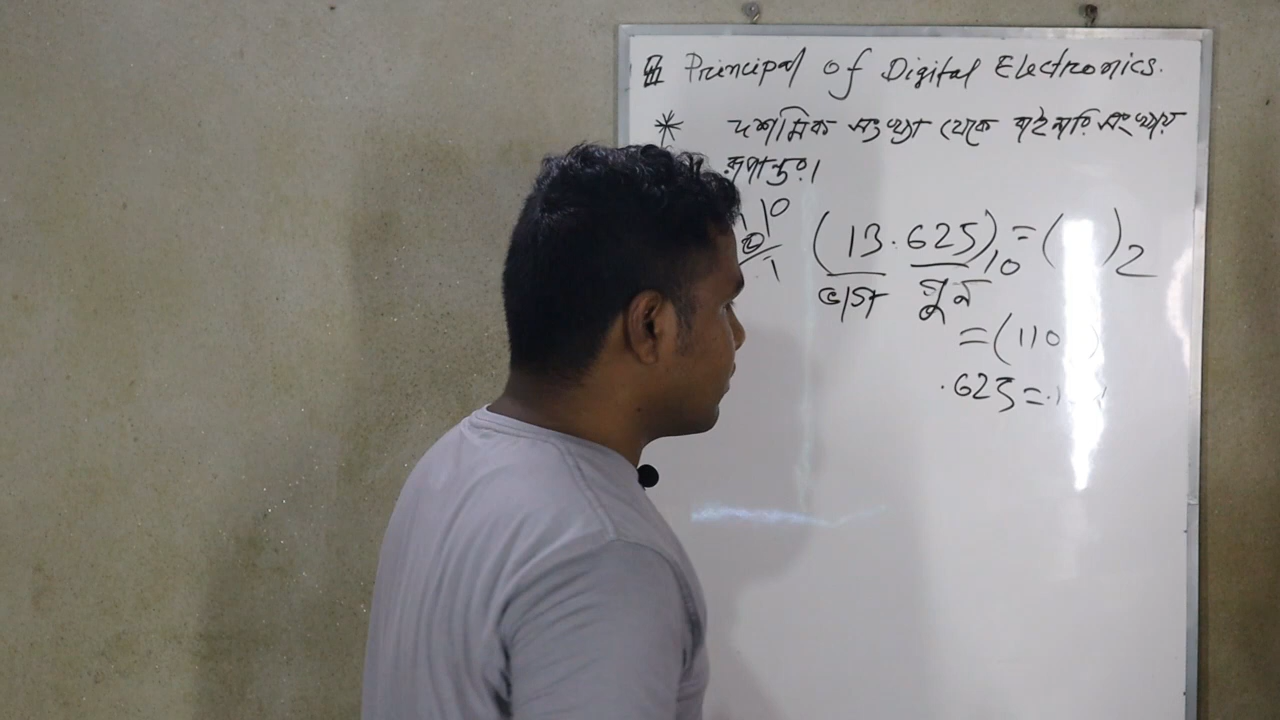 Principal of Digital Electronics.
* দশমিক সংখ্যা থেকে বাইনারি সংখ্যায়
রূপান্তর।
(13.625)10 = ( )2
ভাগ গুন
= (110 )
.625 = .